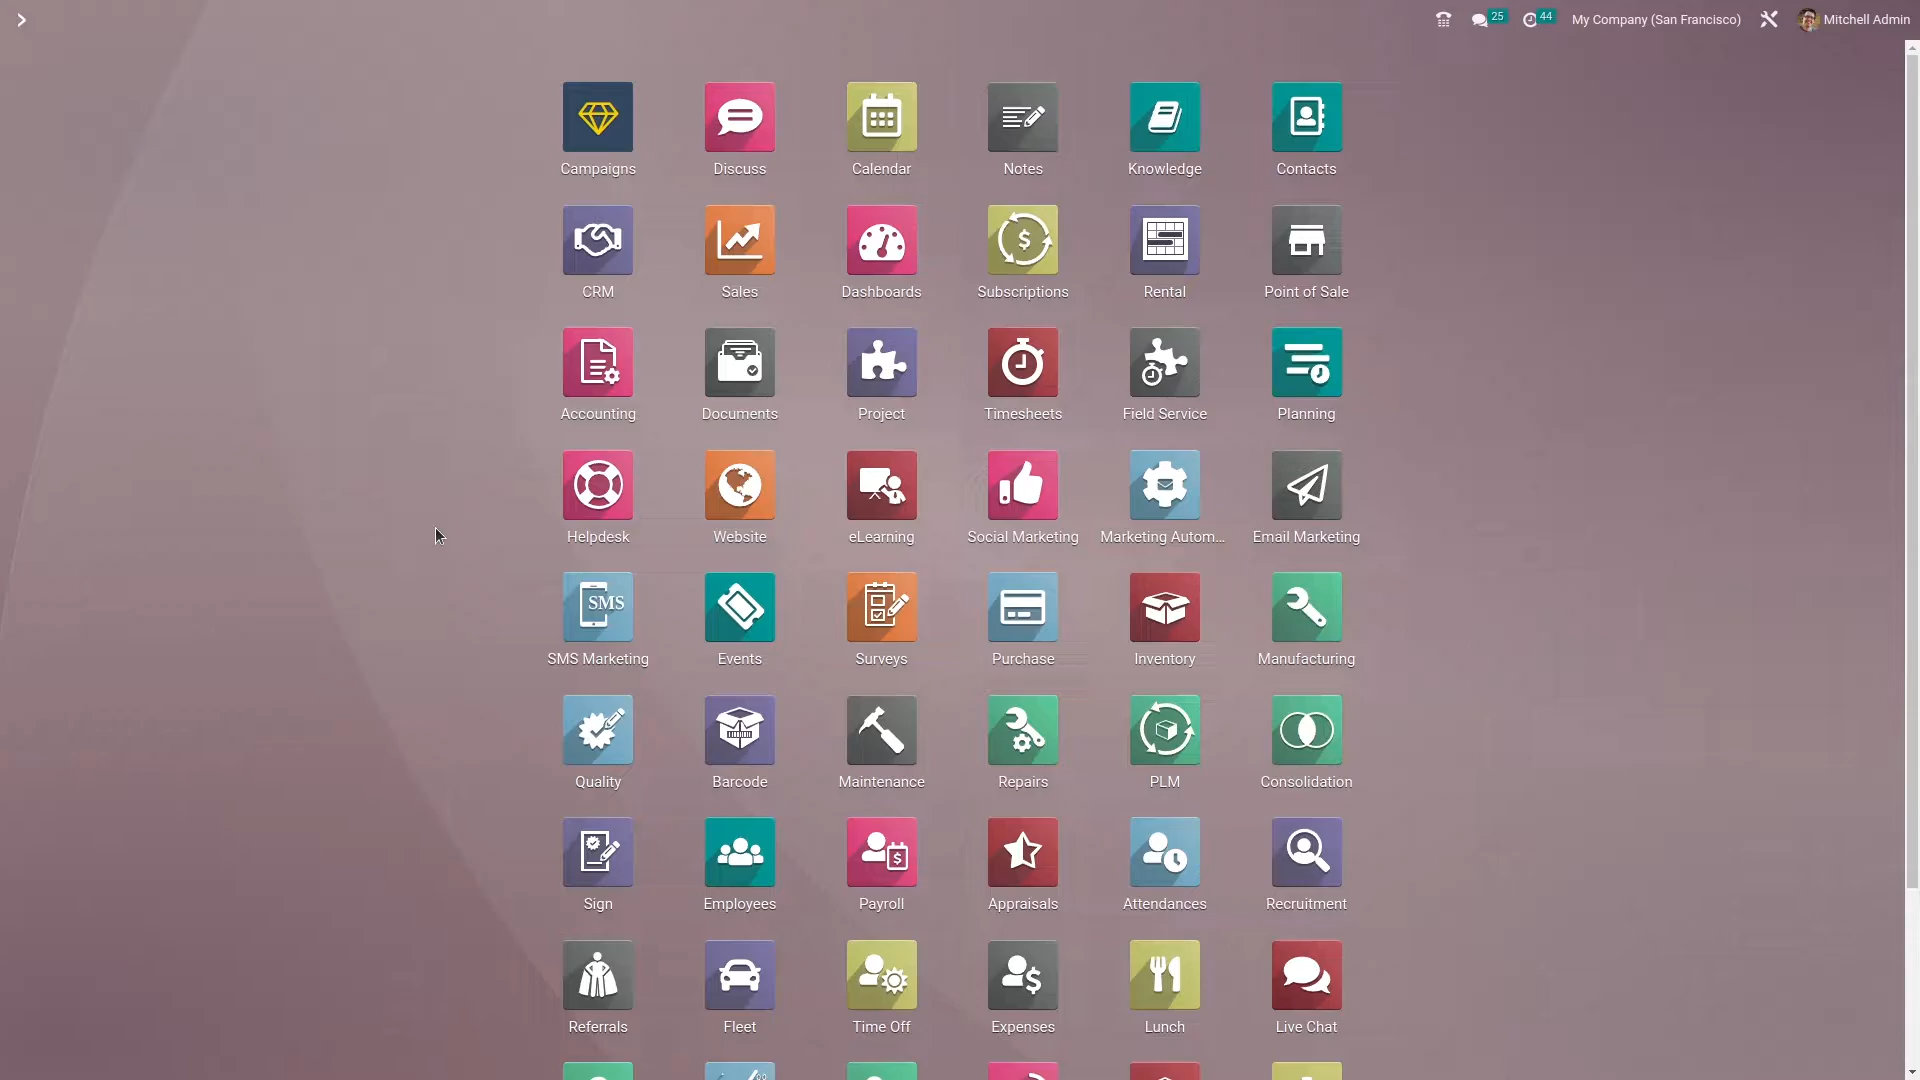 25 44 My Company (San Francisco) Mitchell Admin
Campaigns Discuss Calendar Notes Knowledge Contacts
CRM Sales Dashboards Subscriptions Rental Point of Sale
Accounting Documents Project Timesheets Field Service Planning
Helpdesk Website eLearning Social Marketing Marketing Autom... Email Marketing
SMS
SMS Marketing Events Surveys Purchase Inventory Manufacturing
Quality Barcode Maintenance Repairs PLM Consolidation
Sign Employees Payroll Appraisals Attendances Recruitment
Referrals Fleet Time Off Expenses Lunch Live Chat